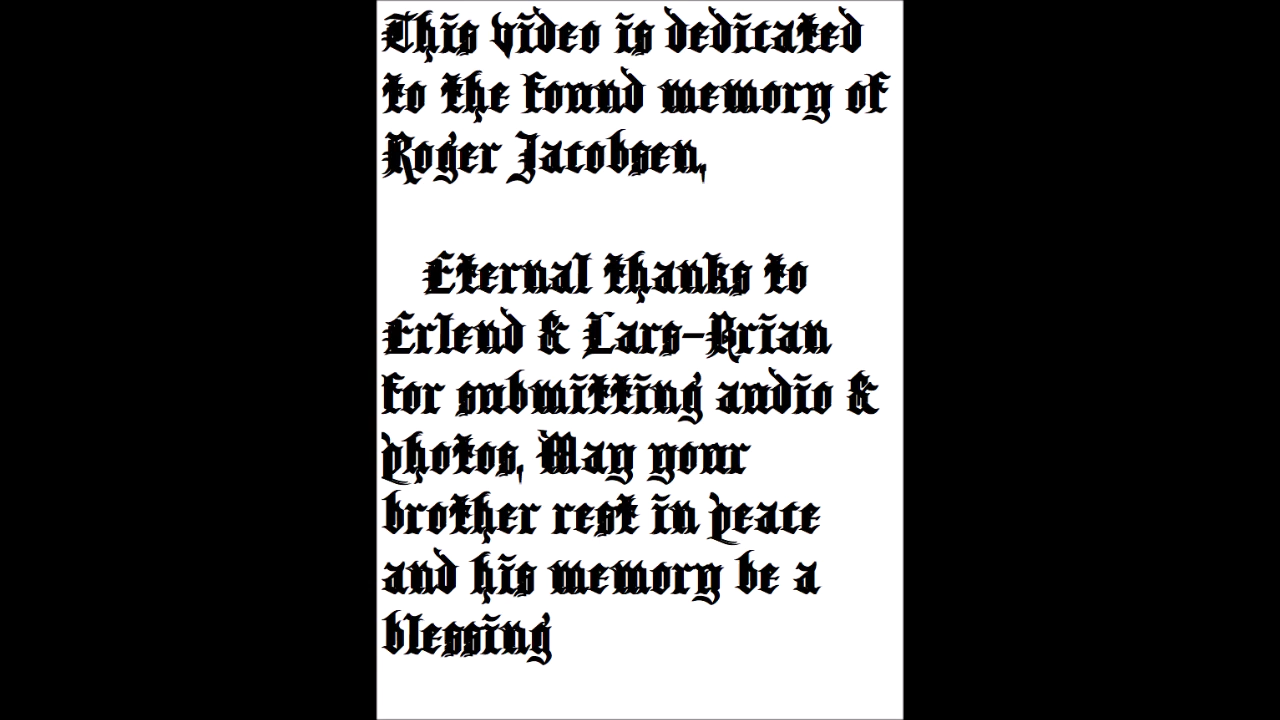 This video is dedicated
to the found memory of
Roger Jacobsen,
Eternal thanks to
Erlend & Lars-Brian
for submitting audio &
photos, May your
brother rest in peace
and his memory be a
blessing